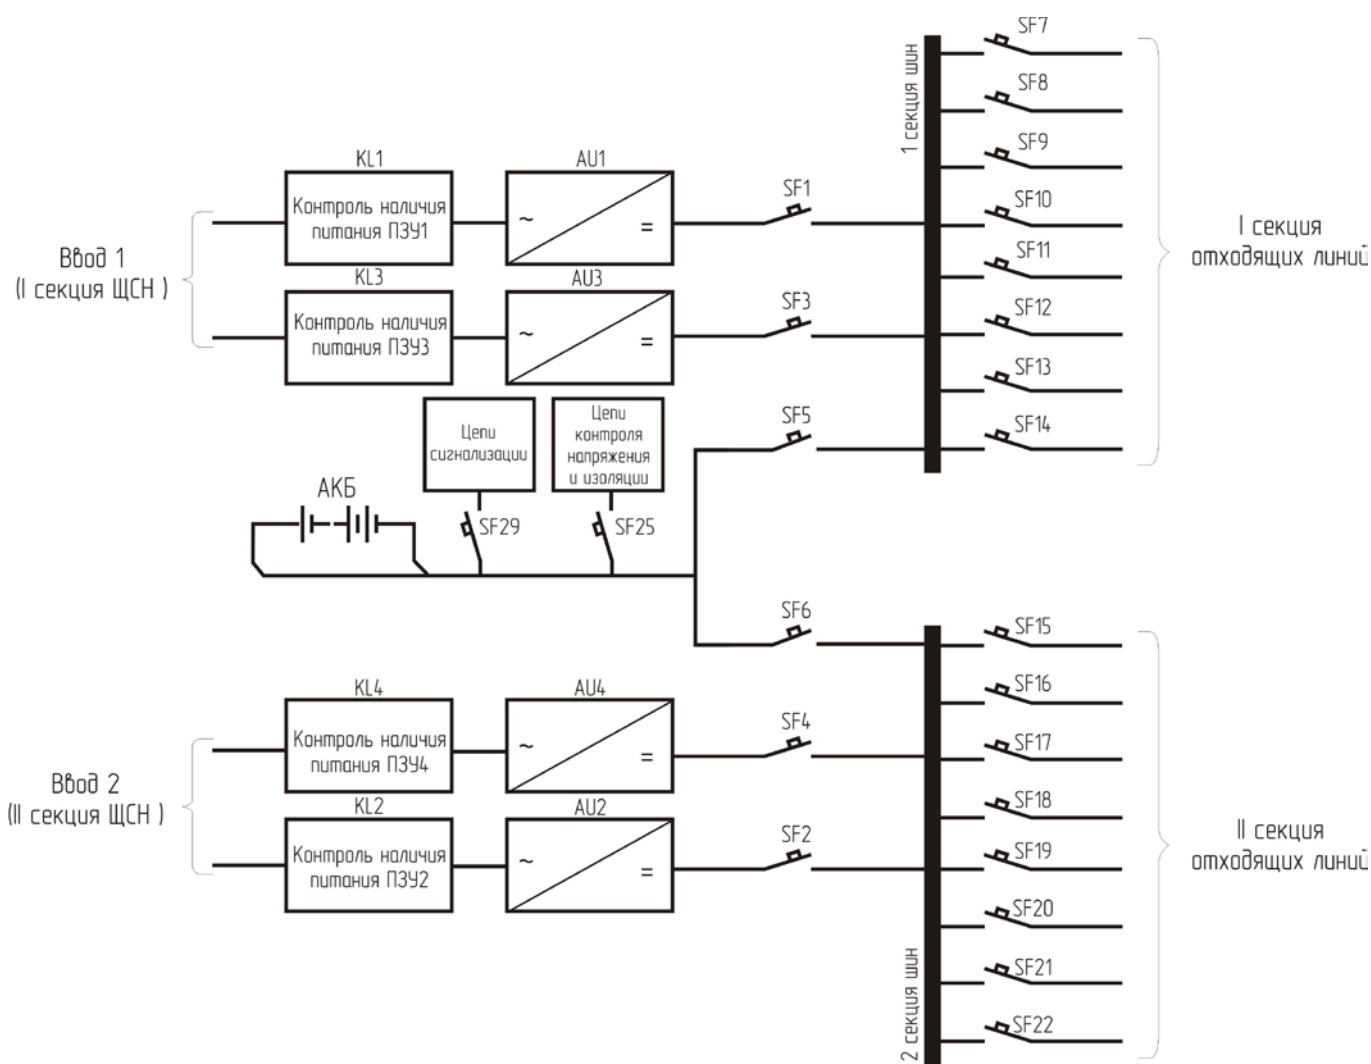 SF7
SF8
SF9
SF10
SF11
SF12
SF13
SF14
1 секция шин
I секция
отходящих линий
KL1
Контроль наличия
питания ПЗУ1
AU1
~
=
SF1
Ввод 1
(I секция ЩСН )
KL3
Контроль наличия
питания ПЗУ3
AU3
~
=
SF3
Цепи
сигнализации
Цепи
контроля
напряжения
и изоляции
SF5
АКБ
SF29
SF25
SF6
KL4
Контроль наличия
питания ПЗУ4
AU4
~
=
SF4
Ввод 2
(II секция ЩСН )
KL2
Контроль наличия
питания ПЗУ2
AU2
~
=
SF2
SF15
SF16
SF17
SF18
SF19
SF20
SF21
SF22
2 секция шин
II секция
отходящих линий